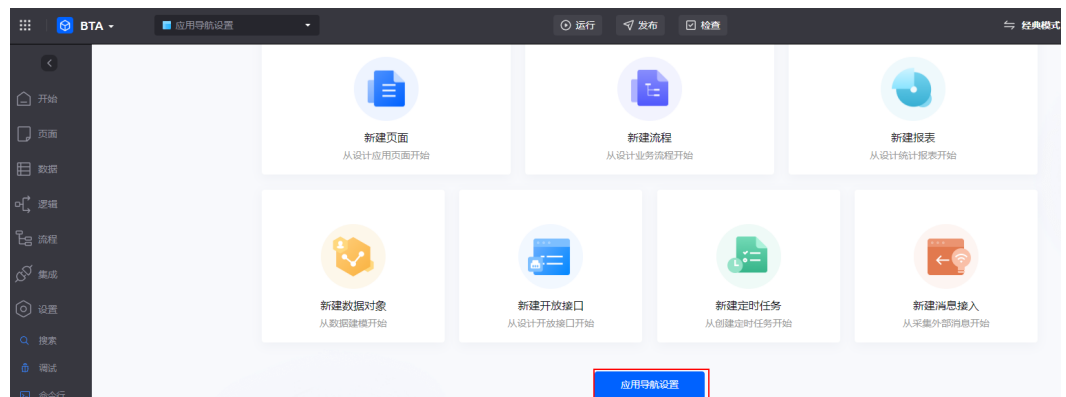 BTA
应用导航设置
运行
发布
检查
经典模式
开始
页面
数据
逻辑
流程
集成
设置
搜索
调试
命令行
新建页面
从设计应用页面开始
新建流程
从设计业务流程开始
新建报表
从设计统计报表开始
新建数据对象
从数据建模开始
新建开放接口
从设计开放接口开始
新建定时任务
从创建定时任务开始
新建消息接入
从采集外部消息开始
应用导航设置